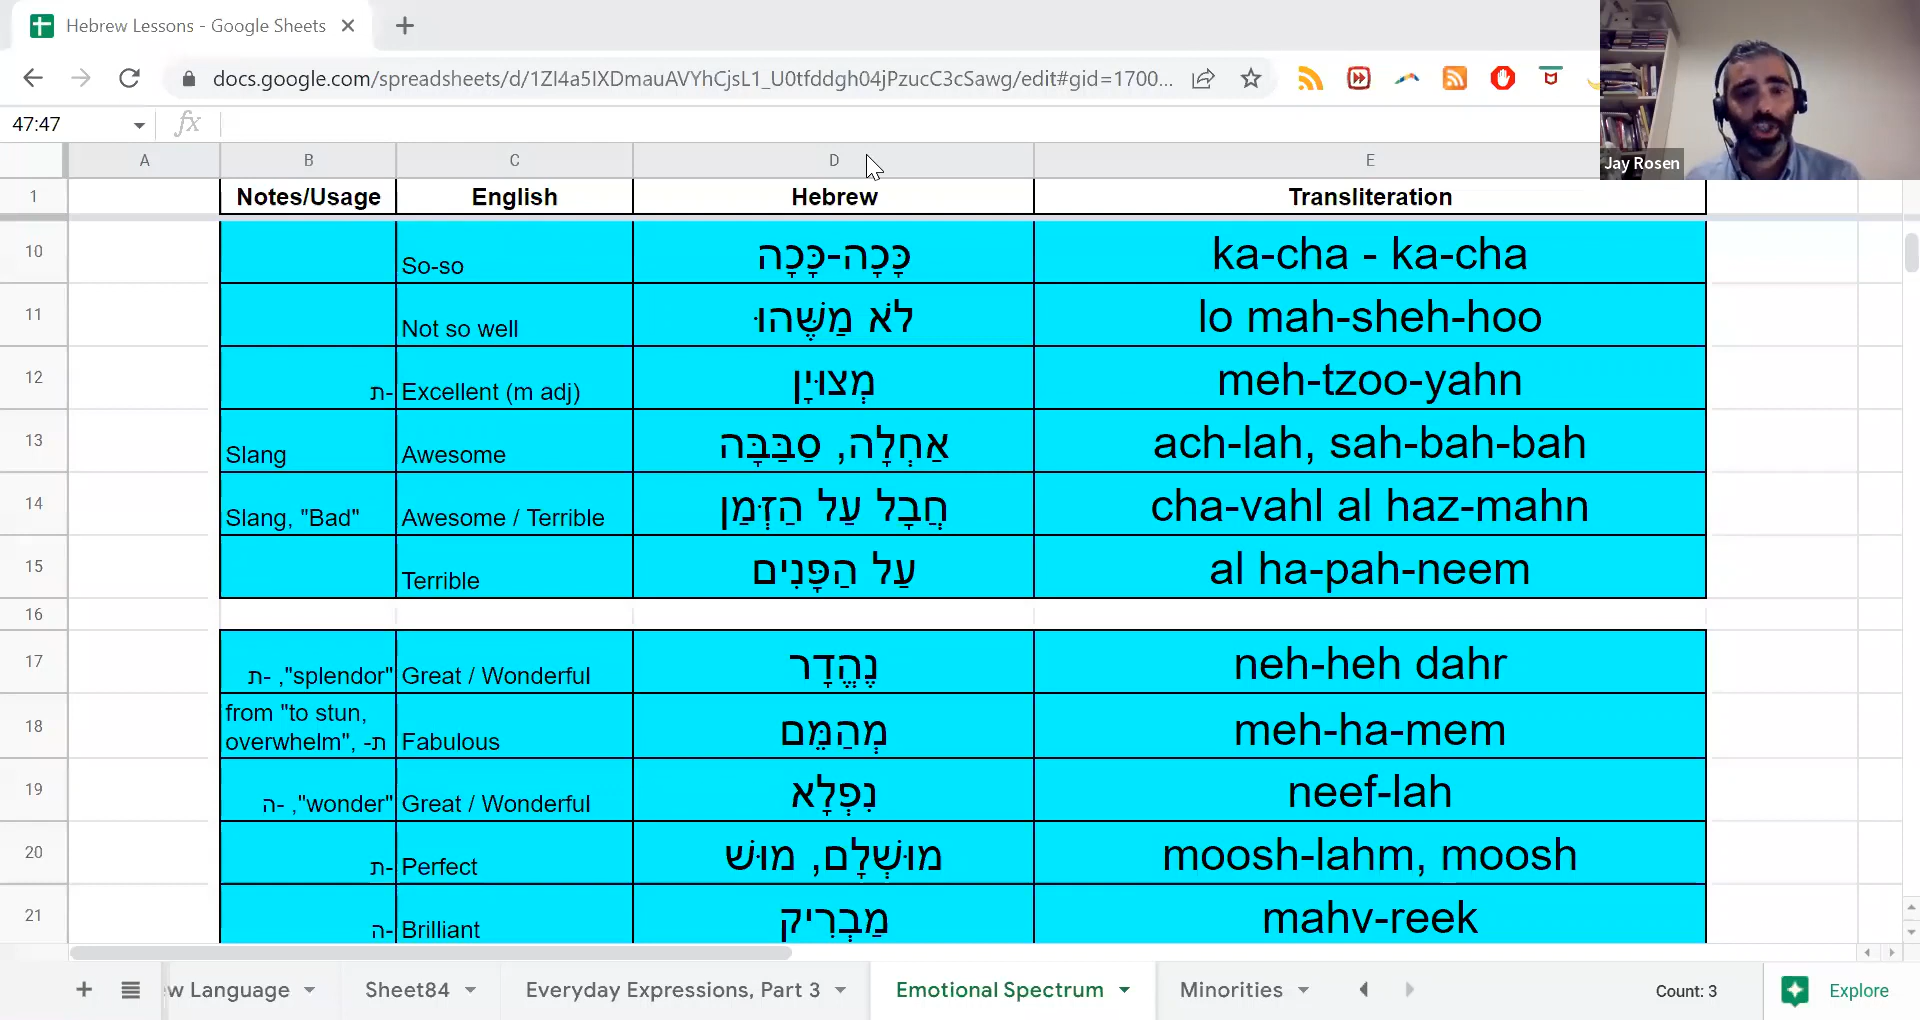 Hebrew Lessons - Google Sheets
docs.google.com/spreadsheets/d/1ZI4a5IXDmauAVYhCjsL1_U0tfddgh04jPzucC3cSawg/edit#gid=1700...
47:47
fx
A B C D E
Jay Rosen
1 Notes/Usage English Hebrew Transliteration
10 So-so כָּכָה-כָּכָה ka-cha - ka-cha
11 Not so well לֹא מַשֶּׁהוּ lo mah-sheh-hoo
12 -ת Excellent (m adj) מְצוּיָן meh-tzoo-yahn
13 Slang Awesome אַחְלָה, סַבַּבָּה ach-lah, sah-bah-bah
14 Slang, "Bad" Awesome / Terrible חֲבָל עַל הַזְּמַן cha-vahl al haz-mahn
15 Terrible עַל הַפָּנִים al ha-pah-neem
16
17 "splendor", -ת Great / Wonderful נֶהֱדָר neh-heh dahr
18 from "to stun, overwhelm", -ת Fabulous מְהַמֵּם meh-ha-mem
19 "wonder", -ה Great / Wonderful נִפְלָא neef-lah
20 -ת Perfect מוּשְׁלָם, מוּשׁ moosh-lahm, moosh
21 -ה Brilliant מַבְרִיק mahv-reek
w Language Sheet84 Everyday Expressions, Part 3 Emotional Spectrum Minorities Count: 3 Explore